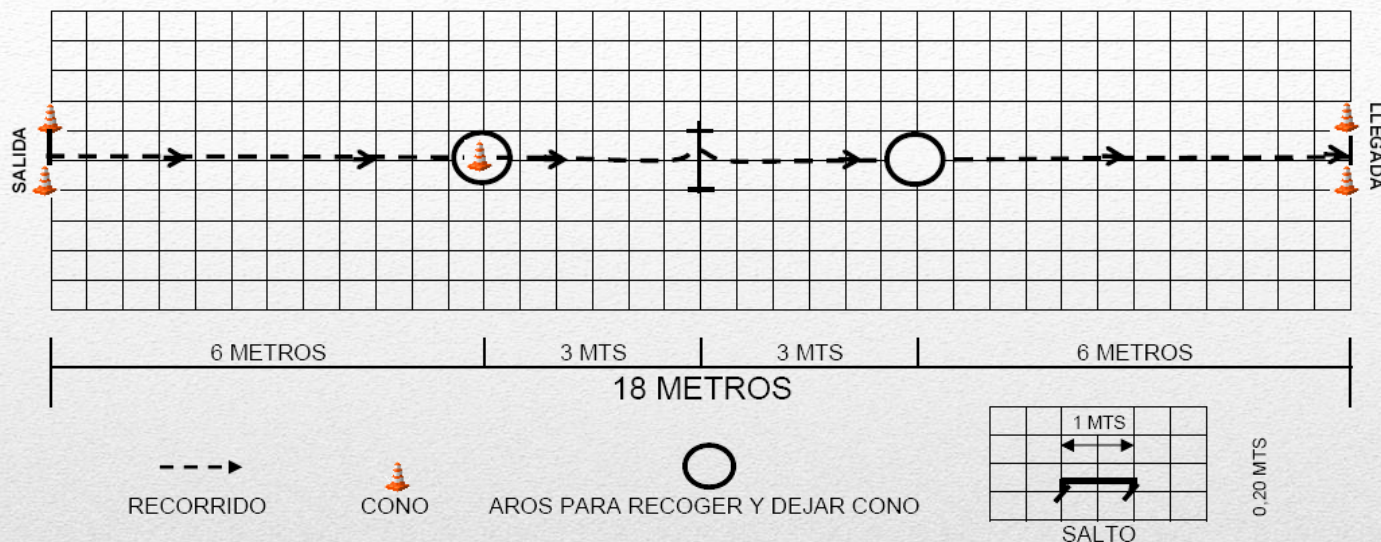 SALIDA
LLEGADA
6 METROS
3 MTS
3 MTS
6 METROS
18 METROS
1 MTS
0,20 MTS
RECORRIDO
CONO
AROS PARA RECOGER Y DEJAR CONO
SALTO